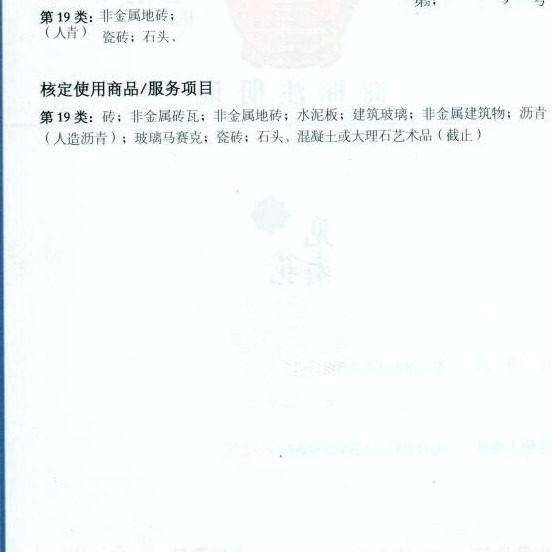 第 19 类：非金属地砖；
（人青） 瓷砖；石头、
核定使用商品/服务项目
第 19 类：砖；非金属砖瓦；非金属地砖；水泥板；建筑玻璃；非金属建筑物；沥青
（人造沥青）；玻璃马赛克；瓷砖；石头、混凝土或大理石艺术品（截止）